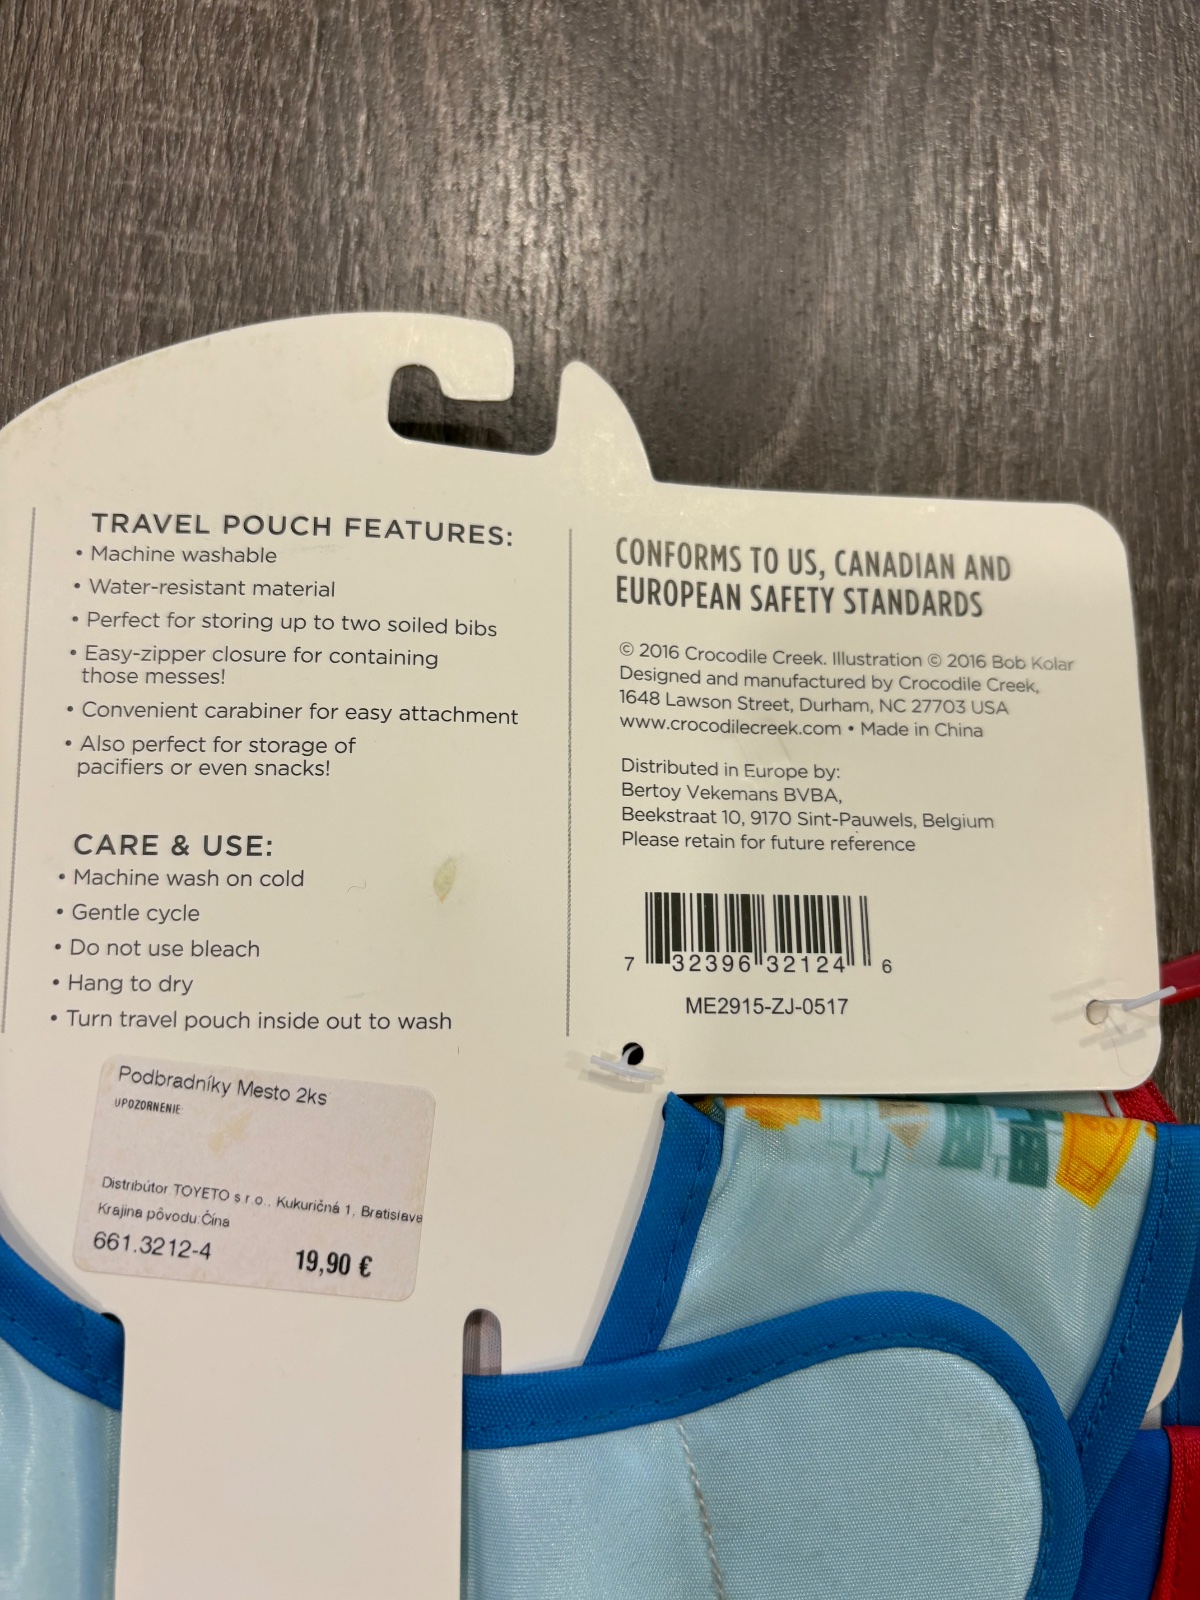 TRAVEL POUCH FEATURES:
• Machine washable
• Water-resistant material
• Perfect for storing up to two soiled bibs
• Easy-zipper closure for containing
those messes!
• Convenient carabiner for easy attachment
• Also perfect for storage of
pacifiers or even snacks!
CARE & USE:
• Machine wash on cold
• Gentle cycle
• Do not use bleach
• Hang to dry
• Turn travel pouch inside out to wash
Podbradníky Mesto 2ks
UPOZORNENIE:
Distribútor TOYETO s r.o., Kukuričná 1, Bratislava
Krajina pôvodu:Čína
661.3212-4 19,90 €
CONFORMS TO US, CANADIAN AND
EUROPEAN SAFETY STANDARDS
© 2016 Crocodile Creek. Illustration © 2016 Bob Kolar
Designed and manufactured by Crocodile Creek,
1648 Lawson Street, Durham, NC 27703 USA
www.crocodilecreek.com • Made in China
Distributed in Europe by:
Bertoy Vekemans BVBA,
Beekstraat 10, 9170 Sint-Pauwels, Belgium
Please retain for future reference
7 32396 32124 6
ME2915-ZJ-0517